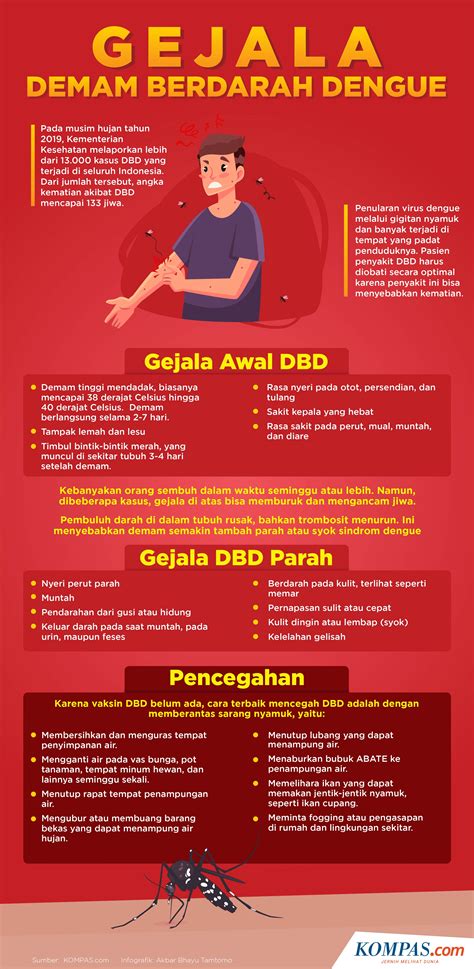 GEJALA
DEMAM BERDARAH DENGUE
Pada musim hujan tahun
2019, Kementerian
Kesehatan melaporkan lebih
dari 13.000 kasus DBD yang
terjadi di seluruh Indonesia.
Dari jumlah tersebut, angka
kematian akibat DBD
mencapai 133 jiwa.
Penularan virus dengue
melalui gigitan nyamuk
dan banyak terjadi di
tempat yang padat
penduduknya. Pasien
penyakit DBD harus
diobati secara optimal
karena penyakit ini bisa
menyebabkan kematian.
Gejala Awal DBD
Demam tinggi mendadak, biasanya
mencapai 38 derajat Celsius hingga
40 derajat Celsius. Demam
berlangsung selama 2-7 hari.
Tampak lemah dan lesu
Timbul bintik-bintik merah, yang
muncul di sekitar tubuh 3-4 hari
setelah demam.
Rasa nyeri pada otot, persendian, dan
tulang
Sakit kepala yang hebat
Rasa sakit pada perut, mual, muntah,
dan diare
Kebanyakan orang sembuh dalam waktu seminggu atau lebih. Namun,
dibeberapa kasus, gejala di atas bisa memburuk dan mengancam jiwa.
Pembuluh darah di dalam tubuh rusak, bahkan trombosit menurun. Ini
menyebabkan demam semakin tambah parah atau syok sindrom dengue
Gejala DBD Parah
Nyeri perut parah
Muntah
Pendarahan dari gusi atau hidung
Keluar darah pada saat muntah, pada
urin, maupun feses
Berdarah pada kulit, terlihat seperti
memar
Pernapasan sulit atau cepat
Kulit dingin atau lembap (syok)
Kelelahan gelisah
Pencegahan
Karena vaksin DBD belum ada, cara terbaik mencegah DBD adalah dengan
memberantas sarang nyamuk, yaitu:
Membersihkan dan menguras tempat
penyimpanan air.
Mengganti air pada vas bunga, pot
tanaman, tempat minum hewan, dan
lainnya seminggu sekali.
Menutup rapat tempat penampungan
air.
Mengubur atau membuang barang
bekas yang dapat menampung air
hujan.
Menutup lubang yang dapat
menampung air.
Menaburkan bubuk ABATE ke
penampungan air.
Memelihara ikan yang dapat
memakan jentik-jentik nyamuk,
seperti ikan cupang.
Meminta fogging atau pengasapan
di rumah dan lingkungan sekitar.
Sumber: KOMPAS.com Infografik: Akbar Bhayu Tamtomo
KOMPAS.com
JERNIH MELIHAT DUNIA